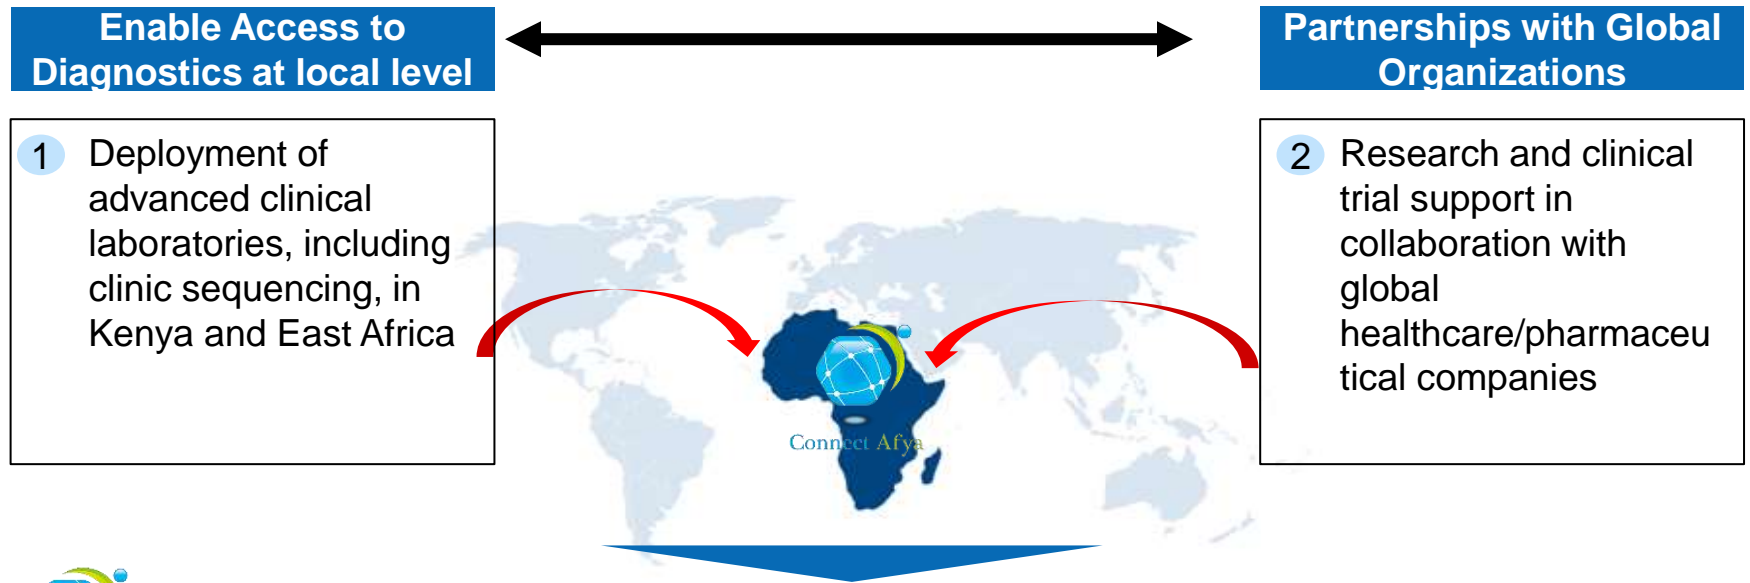 Enable Access to
Diagnostics at local level
Partnerships with Global
Organizations
1
Deployment of
advanced clinical
laboratories, including
clinic sequencing, in
Kenya and East Africa
2
Research and clinical
trial support in
collaboration with
global
healthcare/pharmaceu
tical companies
Connect Afya